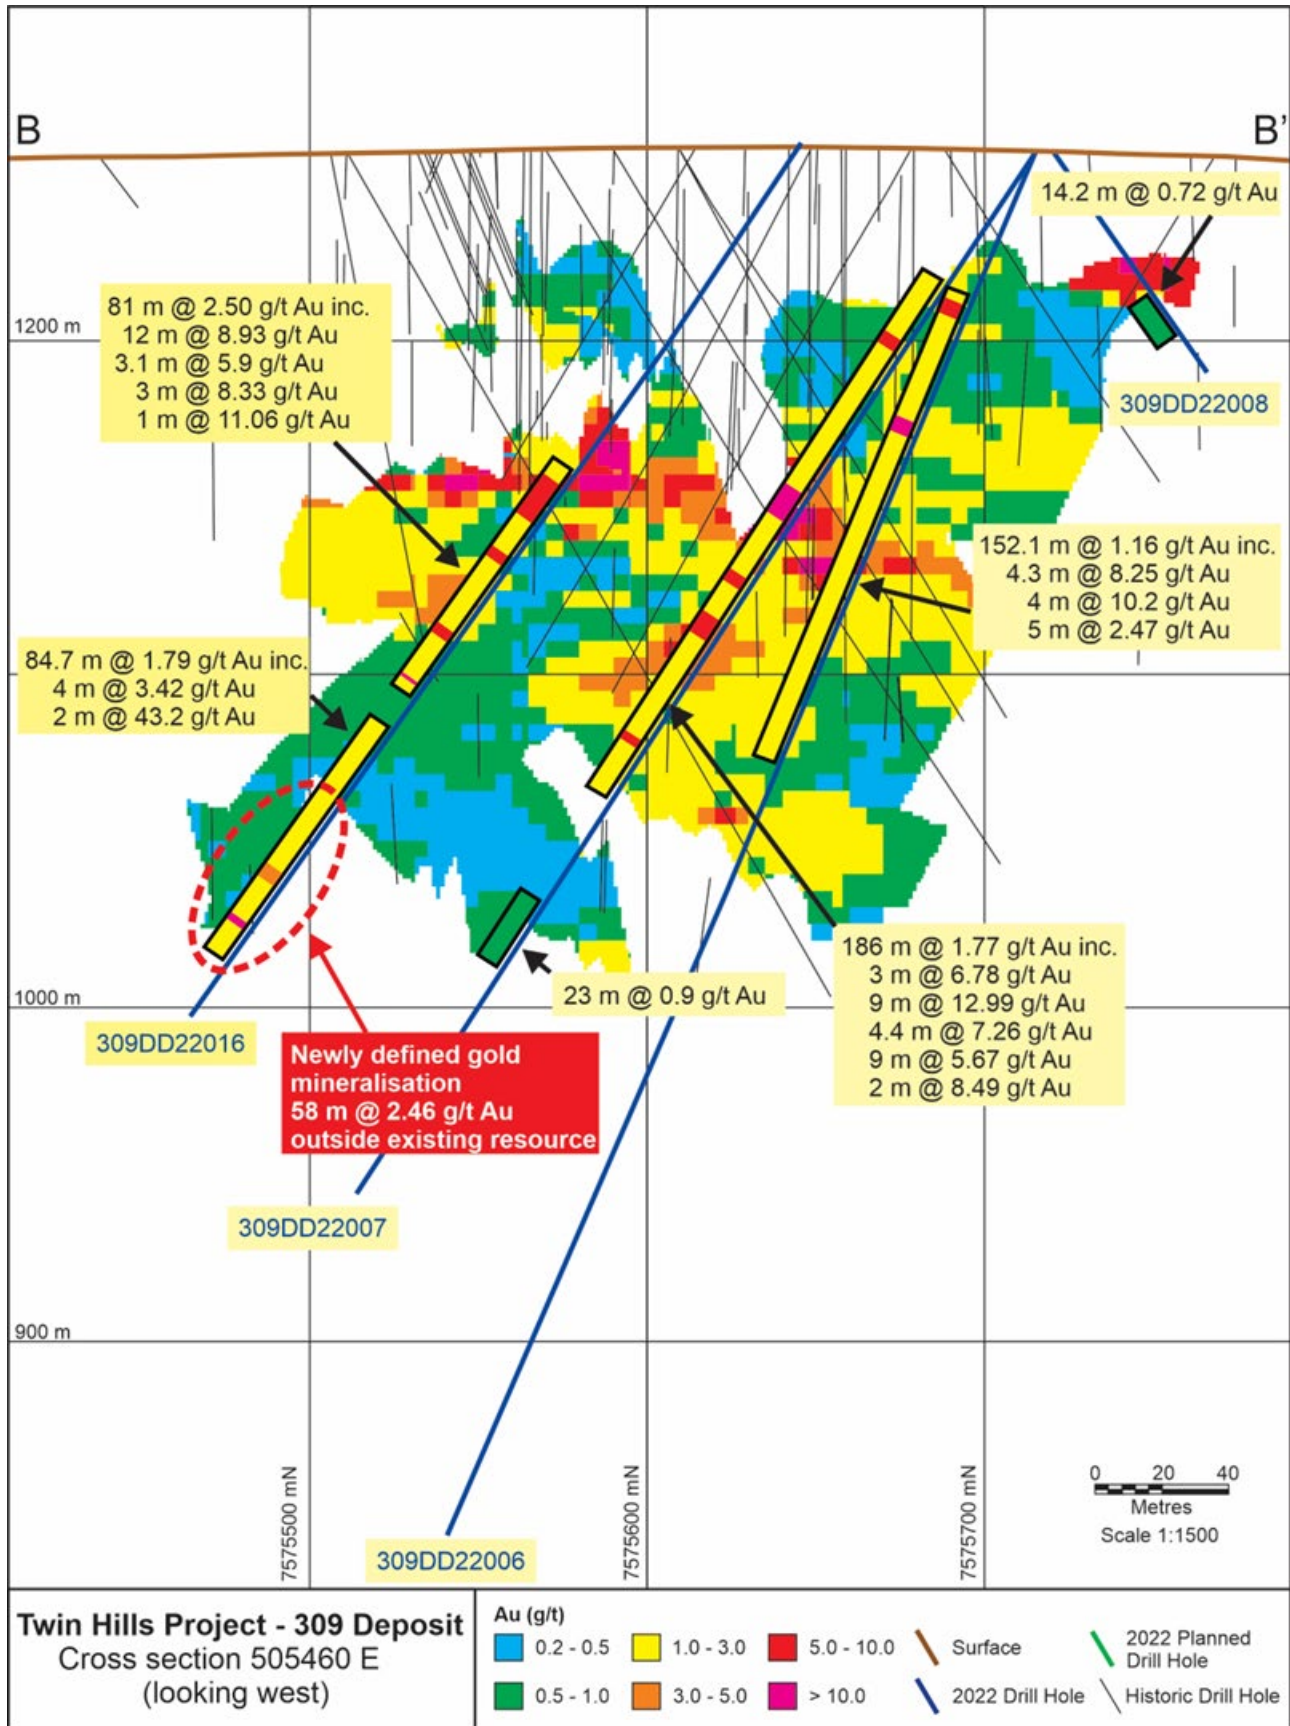 B
B'
14.2 m @ 0.72 g/t Au
81 m @ 2.50 g/t Au inc.
12 m @ 8.93 g/t Au
3.1 m @ 5.9 g/t Au
3 m @ 8.33 g/t Au
1 m @ 11.06 g/t Au
1200 m
309DD22008
152.1 m @ 1.16 g/t Au inc.
4.3 m @ 8.25 g/t Au
4 m @ 10.2 g/t Au
5 m @ 2.47 g/t Au
84.7 m @ 1.79 g/t Au inc.
4 m @ 3.42 g/t Au
2 m @ 43.2 g/t Au
186 m @ 1.77 g/t Au inc.
3 m @ 6.78 g/t Au
9 m @ 12.99 g/t Au
4.4 m @ 7.26 g/t Au
9 m @ 5.67 g/t Au
2 m @ 8.49 g/t Au
23 m @ 0.9 g/t Au
1000 m
309DD22016
Newly defined gold
mineralisation
58 m @ 2.46 g/t Au
outside existing resource
309DD22007
900 m
7575500 mN
7575600 mN
7575700 mN
0 20 40
Metres
Scale 1:1500
309DD22006
Twin Hills Project - 309 Deposit
Cross section 505460 E
(looking west)
Au (g/t)
0.2 - 0.5
1.0 - 3.0
5.0 - 10.0
Surface
2022 Planned
Drill Hole
0.5 - 1.0
3.0 - 5.0
> 10.0
2022 Drill Hole
Historic Drill Hole